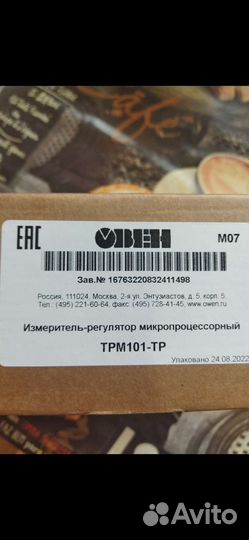 EAC
ОВЕН
М07
Зав.№ 16763220832411498
Россия, 111024, Москва, 2-я ул. Энтузиастов, д. 5, корп. 5,
Тел.: (495) 221-60-64, факс: (495) 728-41-45, www.owen.ru
Измеритель-регулятор микропроцессорный
ТРМ101-ТР
Упаковано 24.08.2022
Avito